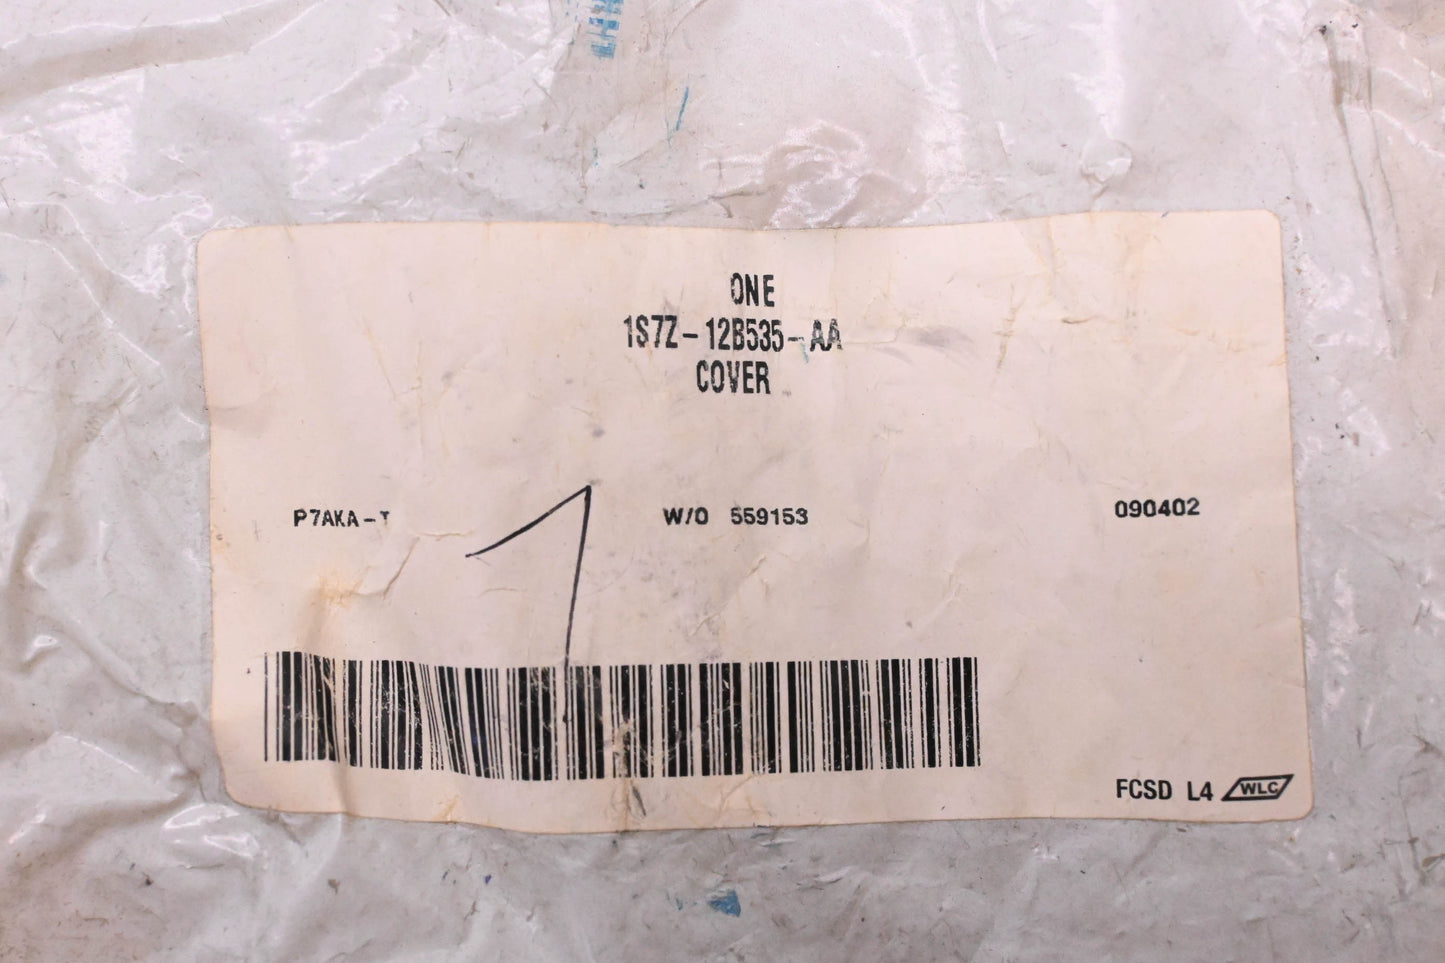 ONE
1S7Z-12B535-AA
COVER
P7AKA-T
W/O 559153
090402
1
FCSD L4 WLC